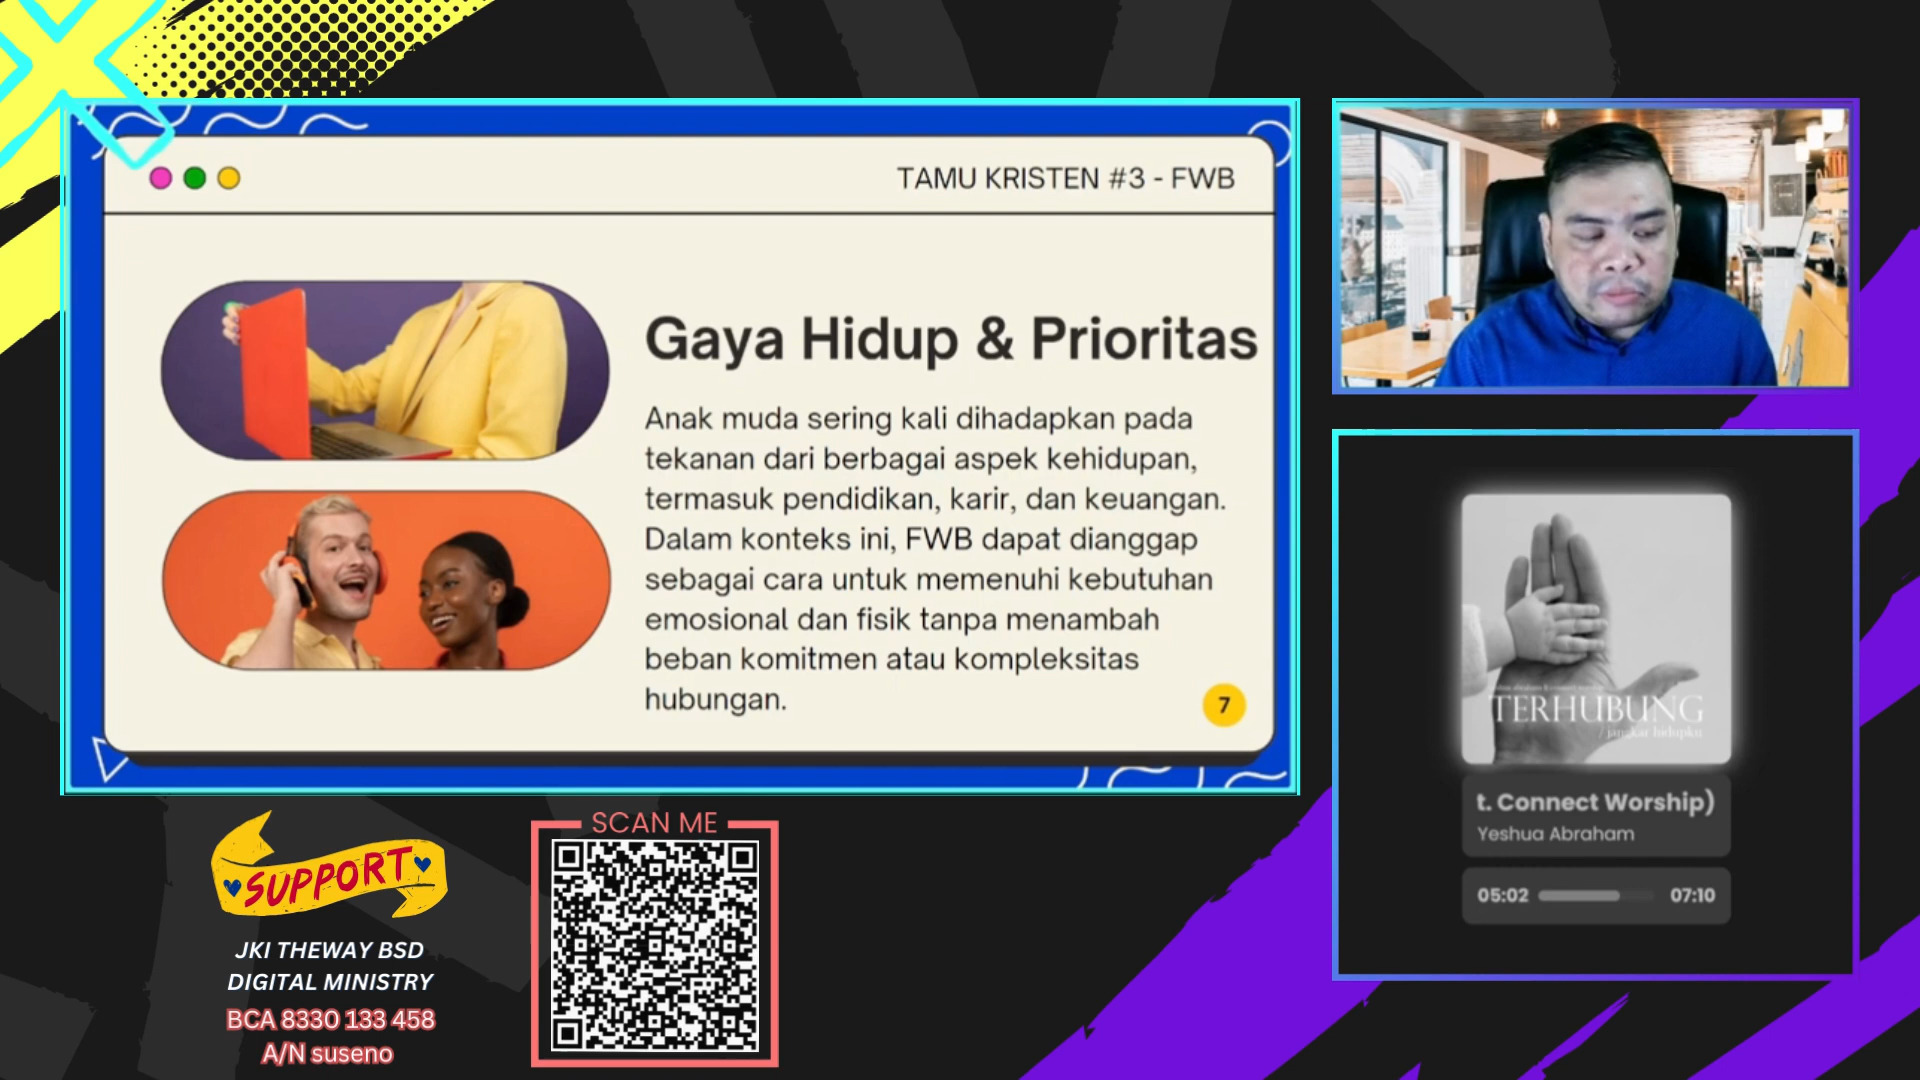 TAMU KRISTEN #3 - FWB
Gaya Hidup & Prioritas
Anak muda sering kali dihadapkan pada
tekanan dari berbagai aspek kehidupan,
termasuk pendidikan, karir, dan keuangan.
Dalam konteks ini, FWB dapat dianggap
sebagai cara untuk memenuhi kebutuhan
emosional dan fisik tanpa menambah
beban komitmen atau kompleksitas
hubungan.
7
TERHUBUNG
jangkar hidupku
t. Connect Worship)
Yeshua Abraham
05:02
07:10
SUPPORT
JKI THEWAY BSD
DIGITAL MINISTRY
BCA 8330 133 458
A/N suseno
SCAN ME